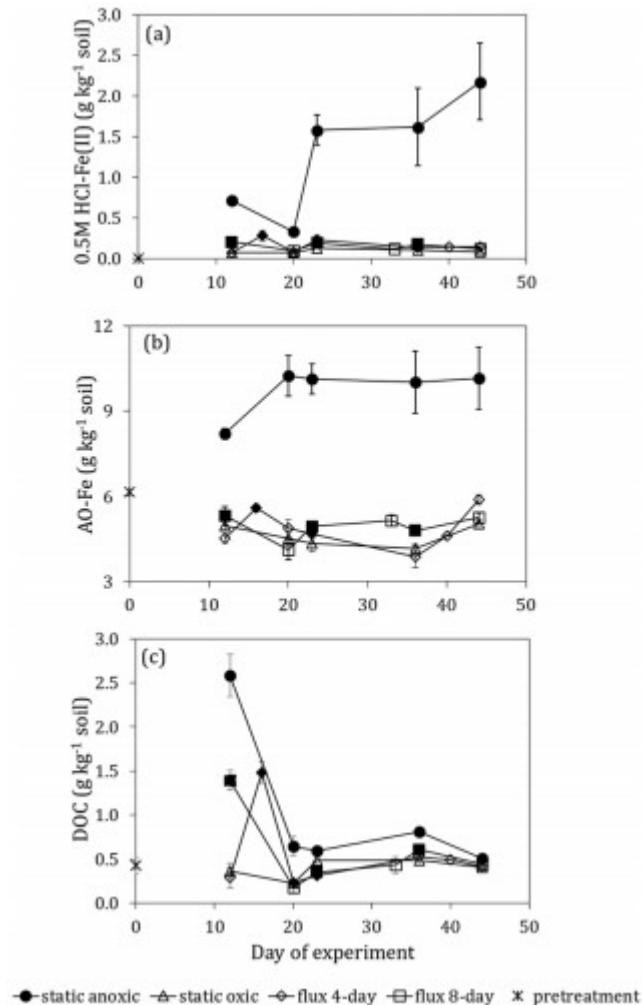 (a)
0.5M HCl-Fe(II) (g kg⁻¹ soil)
3.0
2.5
2.0
1.5
1.0
0.5
0.0
0 10 20 30 40 50
(b)
AO-Fe (g kg⁻¹ soil)
12
9
6
3
0 10 20 30 40 50
(c)
DOC (g kg⁻¹ soil)
3.0
2.5
2.0
1.5
1.0
0.5
0.0
0 10 20 30 40 50
Day of experiment
static anoxic static oxic flux 4-day flux 8-day pretreatment